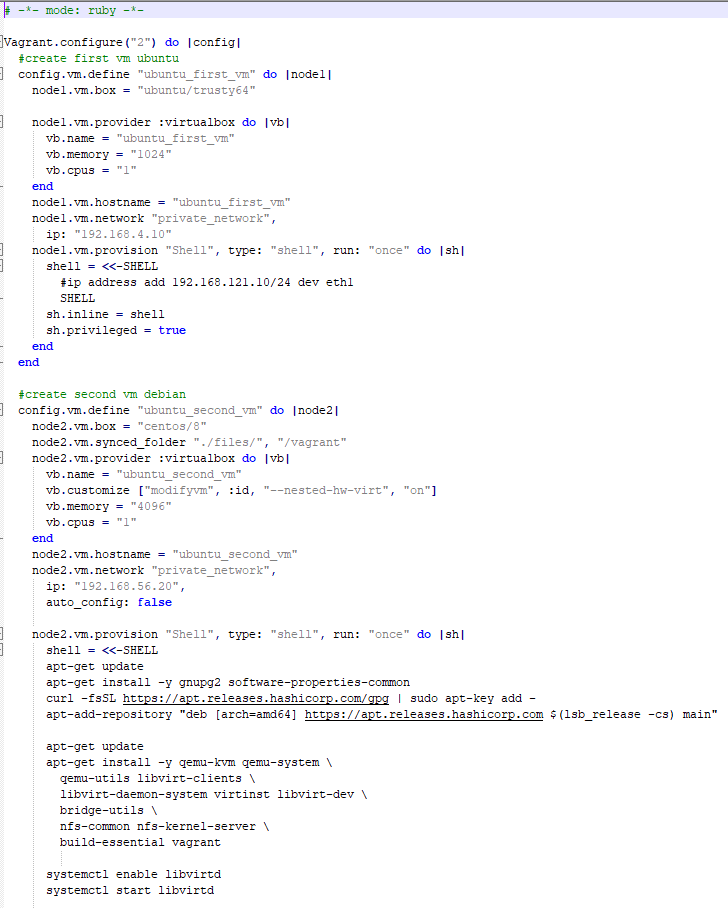 # -*- mode: ruby -*-
Vagrant.configure("2") do |config|
  #create first vm ubuntu
  config.vm.define "ubuntu_first_vm" do |node1|
    node1.vm.box = "ubuntu/trusty64"

    node1.vm.provider :virtualbox do |vb|
      vb.name = "ubuntu_first_vm"
      vb.memory = "1024"
      vb.cpus = "1"
    end
    node1.vm.hostname = "ubuntu_first_vm"
    node1.vm.network "private_network",
      ip: "192.168.4.10"
    node1.vm.provision "Shell", type: "shell", run: "once" do |sh|
      shell = <<-SHELL
        #ip address add 192.168.121.10/24 dev eth1
        SHELL
      sh.inline = shell
      sh.privileged = true
    end
  end

  #create second vm debian
  config.vm.define "ubuntu_second_vm" do |node2|
    node2.vm.box = "centos/8"
    node2.vm.synced_folder "./files/", "/vagrant"
    node2.vm.provider :virtualbox do |vb|
      vb.name = "ubuntu_second_vm"
      vb.customize ["modifyvm", :id, "--nested-hw-virt", "on"]
      vb.memory = "4096"
      vb.cpus = "1"
    end
    node2.vm.hostname = "ubuntu_second_vm"
    node2.vm.network "private_network",
      ip: "192.168.56.20",
      auto_config: false

    node2.vm.provision "Shell", type: "shell", run: "once" do |sh|
      shell = <<-SHELL
      apt-get update
      apt-get install -y gnupg2 software-properties-common
      curl -fsSL https://apt.releases.hashicorp.com/gpg | sudo apt-key add -
      apt-add-repository "deb [arch=amd64] https://apt.releases.hashicorp.com $(lsb_release -cs) main"

      apt-get update
      apt-get install -y qemu-kvm qemu-system \
        qemu-utils libvirt-clients \
        libvirt-daemon-system virtinst libvirt-dev \
        bridge-utils \
        nfs-common nfs-kernel-server \
        build-essential vagrant

      systemctl enable libvirtd
      systemctl start libvirtd